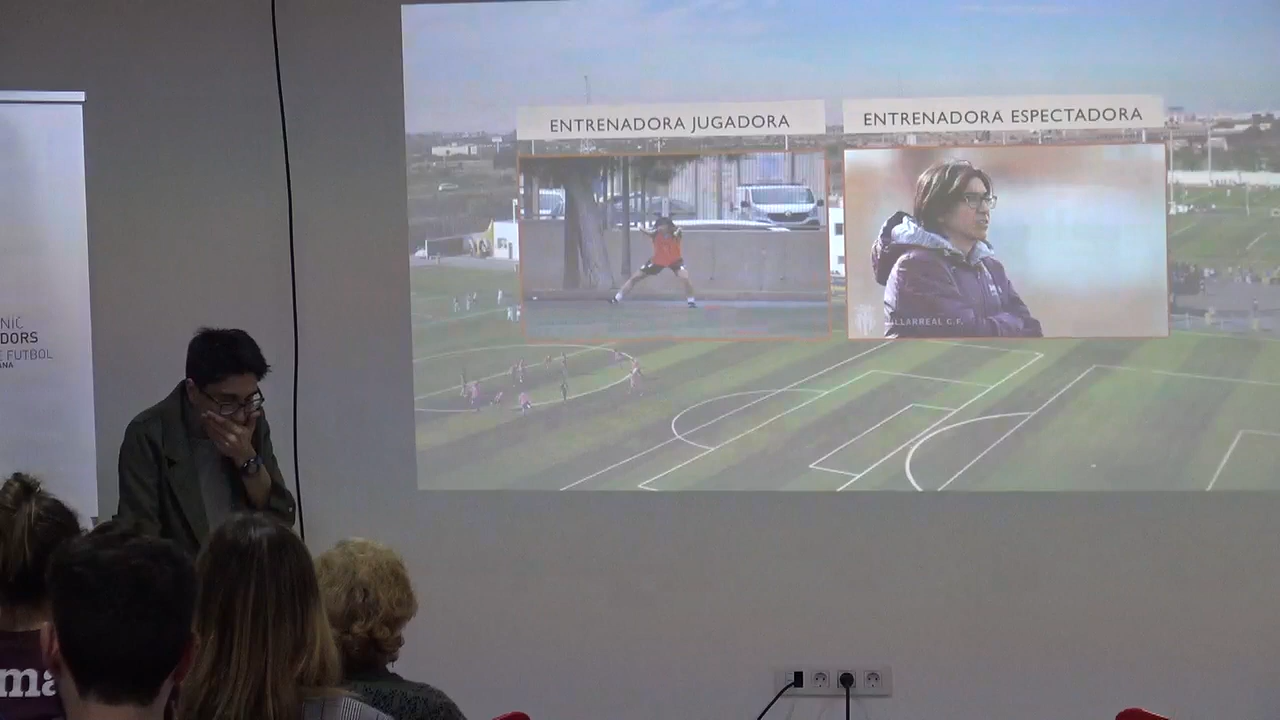 ENTRENADORA JUGADORA
ENTRENADORA ESPECTADORA
LLARREAL C.F.
NIC
DORS
E FUTBOL
ANA
ma